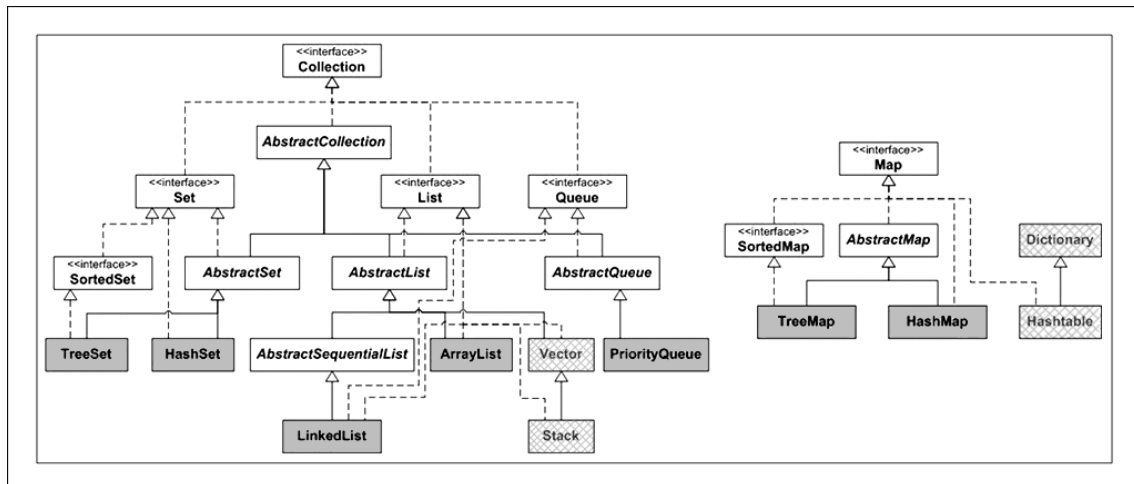 <<interface>>
Collection
AbstractCollection
<<interface>>
Set
<<interface>>
List
<<interface>>
Queue
<<interface>>
SortedSet
AbstractSet
AbstractList
AbstractQueue
TreeSet
HashSet
AbstractSequentialList
ArrayList
Vector
PriorityQueue
LinkedList
Stack
<<interface>>
Map
<<interface>>
SortedMap
AbstractMap
Dictionary
TreeMap
HashMap
Hashtable